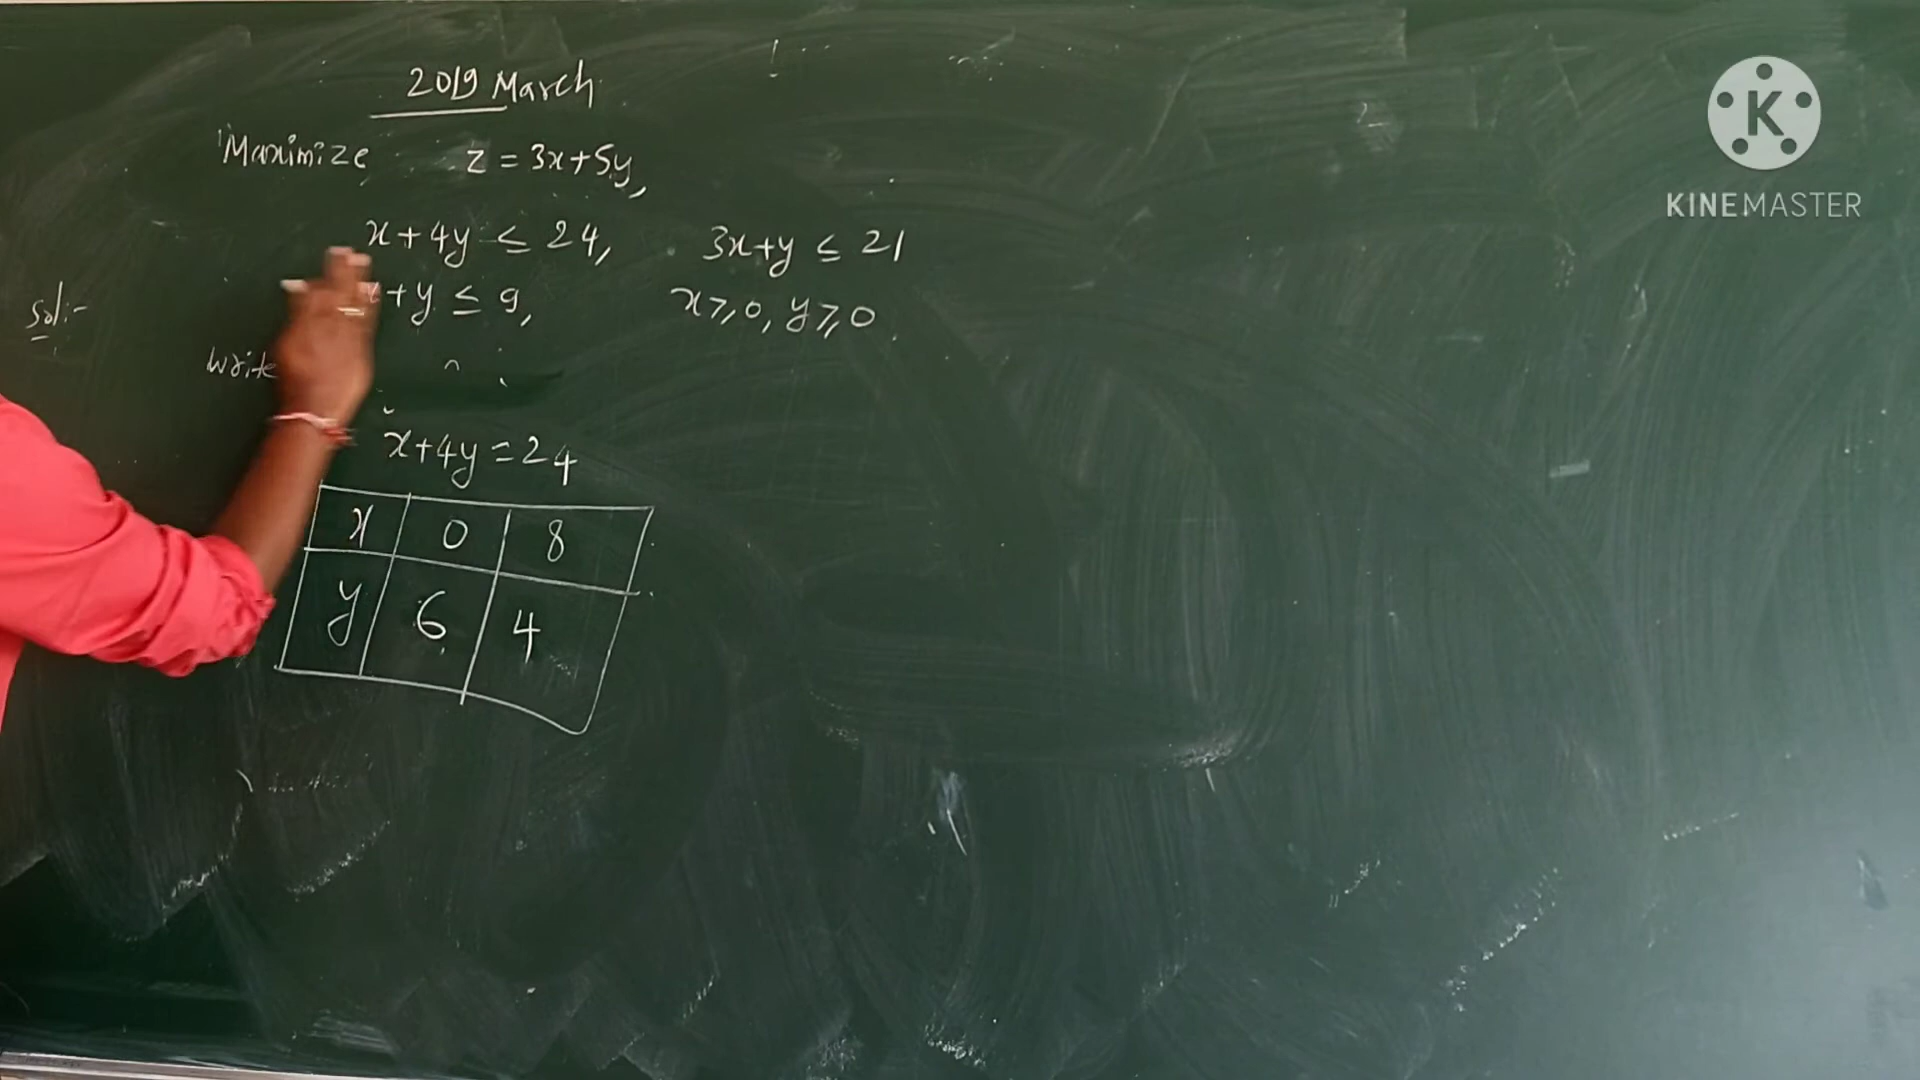 2019 March
Maximize z = 3x+5y,
x+4y ≤ 24, 3x+y ≤ 21
x+y ≤ 9, x≥0, y≥0
Sol:-
write
x+4y=24
x 0 8
y 6 4
K
KINEMASTER